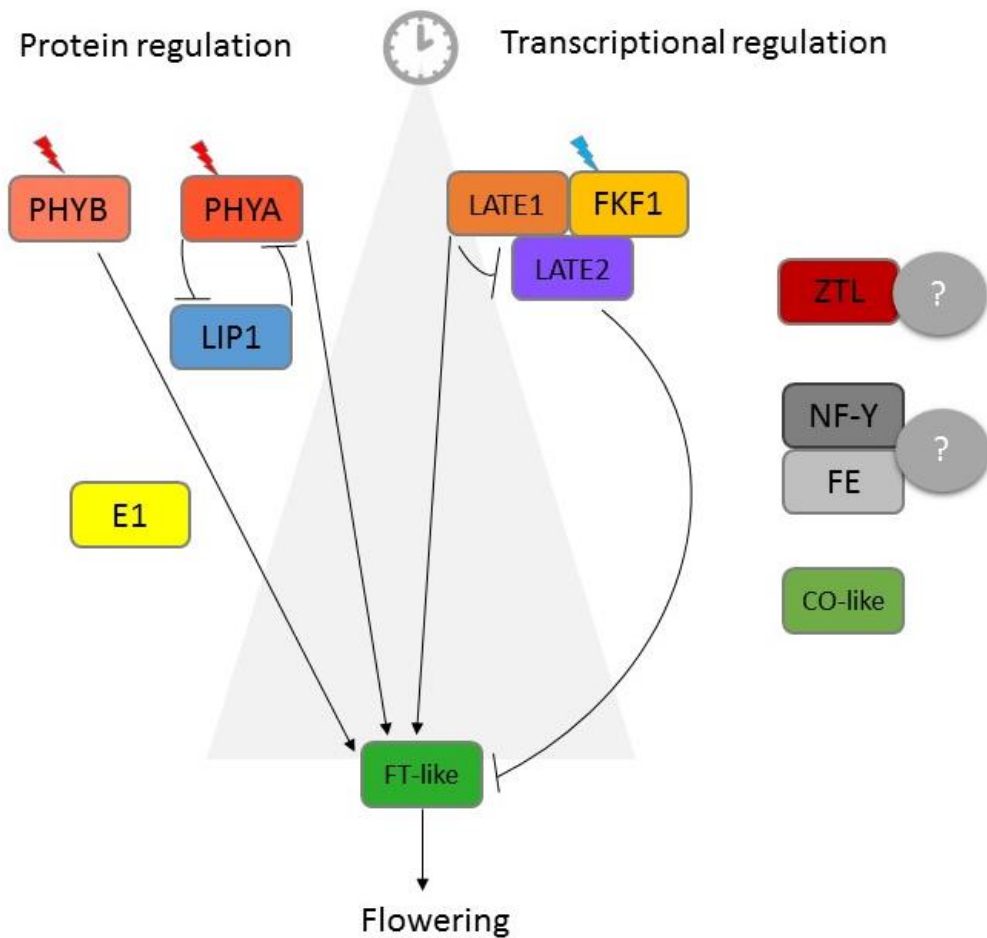 Protein regulation
Transcriptional regulation
PHYB
PHYA
LATE1
FKF1
LATE2
ZTL
?
LIP1
NF-Y
?
FE
E1
CO-like
FT-like
Flowering